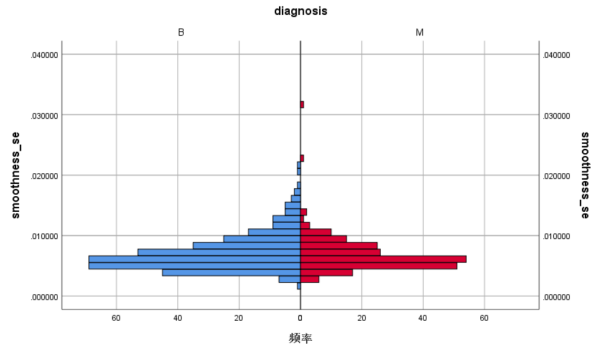 diagnosis
B M
.040000 .040000
.030000 .030000
smoothness_se smoothness_se
.020000 .020000
.010000 .010000
.000000 .000000
60 40 20 0 20 40 60
频率